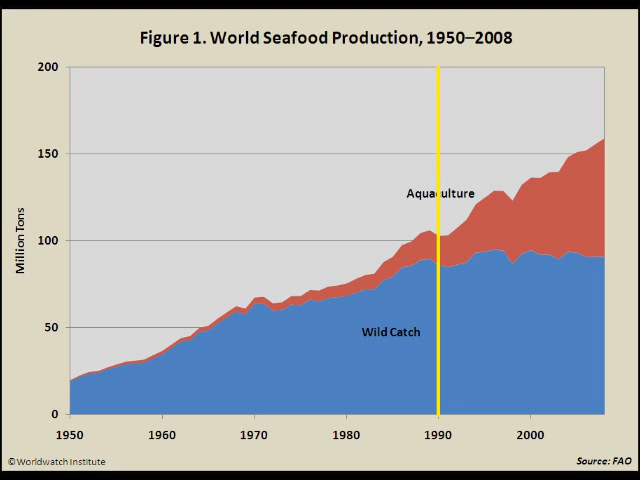 Figure 1. World Seafood Production, 1950–2008
200
150
100
50
0
Million Tons
Aquaculture
Wild Catch
1950 1960 1970 1980 1990 2000
© Worldwatch Institute
Source: FAO